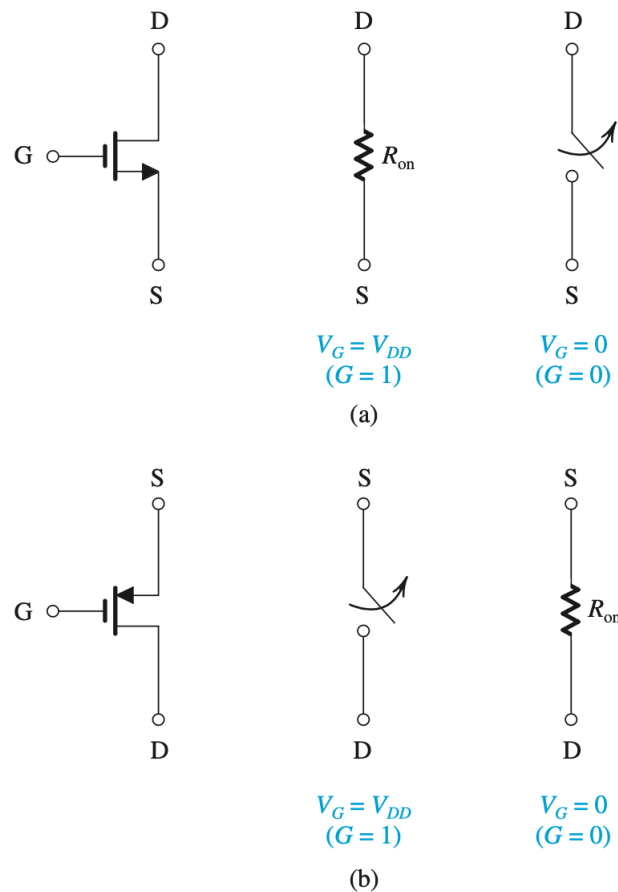 D D D
G R_on
S S S
V_G = V_DD V_G = 0
(G = 1) (G = 0)
(a)
S S S
G R_on
D D D
V_G = V_DD V_G = 0
(G = 1) (G = 0)
(b)